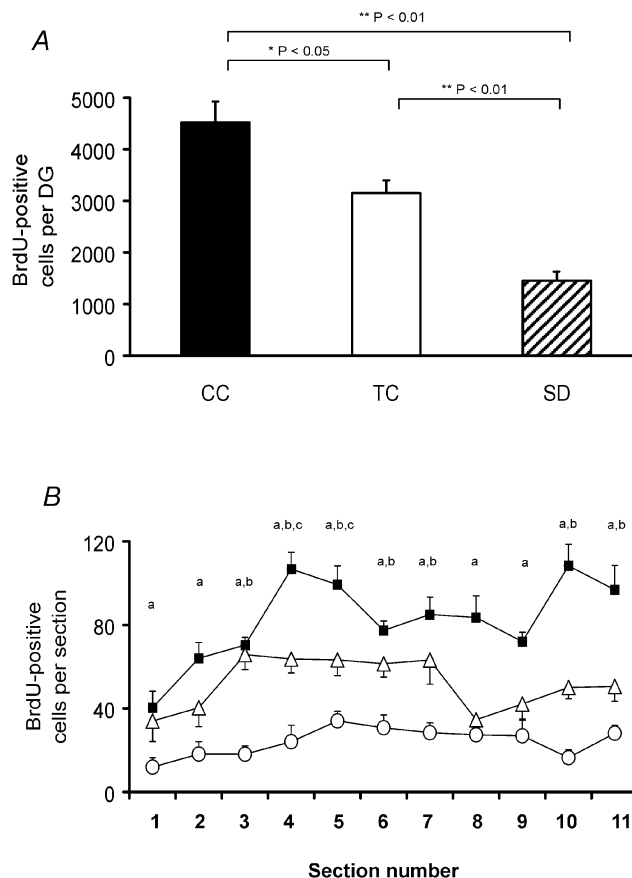 A
** P < 0.01
* P < 0.05
** P < 0.01
BrdU-positive
cells per DG
5000
4000
3000
2000
1000
0
CC TC SD
B
a a a,b a,b,c a,b,c a,b a,b a a a,b a,b
BrdU-positive
cells per section
120
80
40
0
1 2 3 4 5 6 7 8 9 10 11
Section number